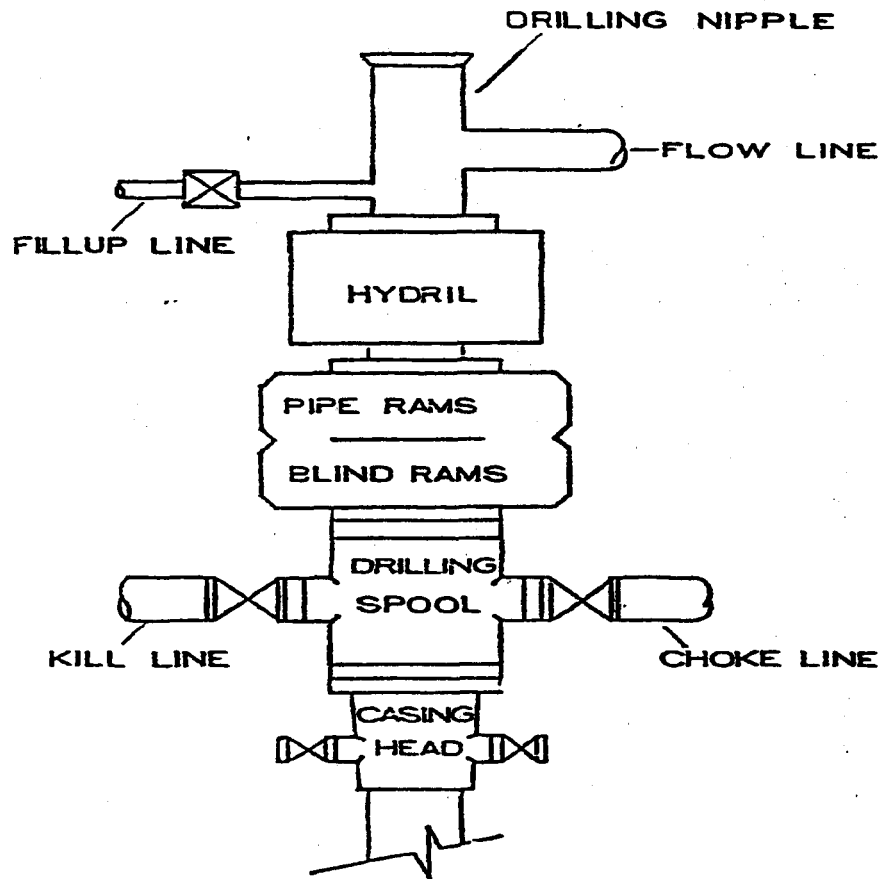 DRILLING NIPPLE
FLOW LINE
FILLUP LINE
HYDRIL
PIPE RAMS
BLIND RAMS
DRILLING
SPOOL
KILL LINE
CHOKE LINE
CASING
HEAD